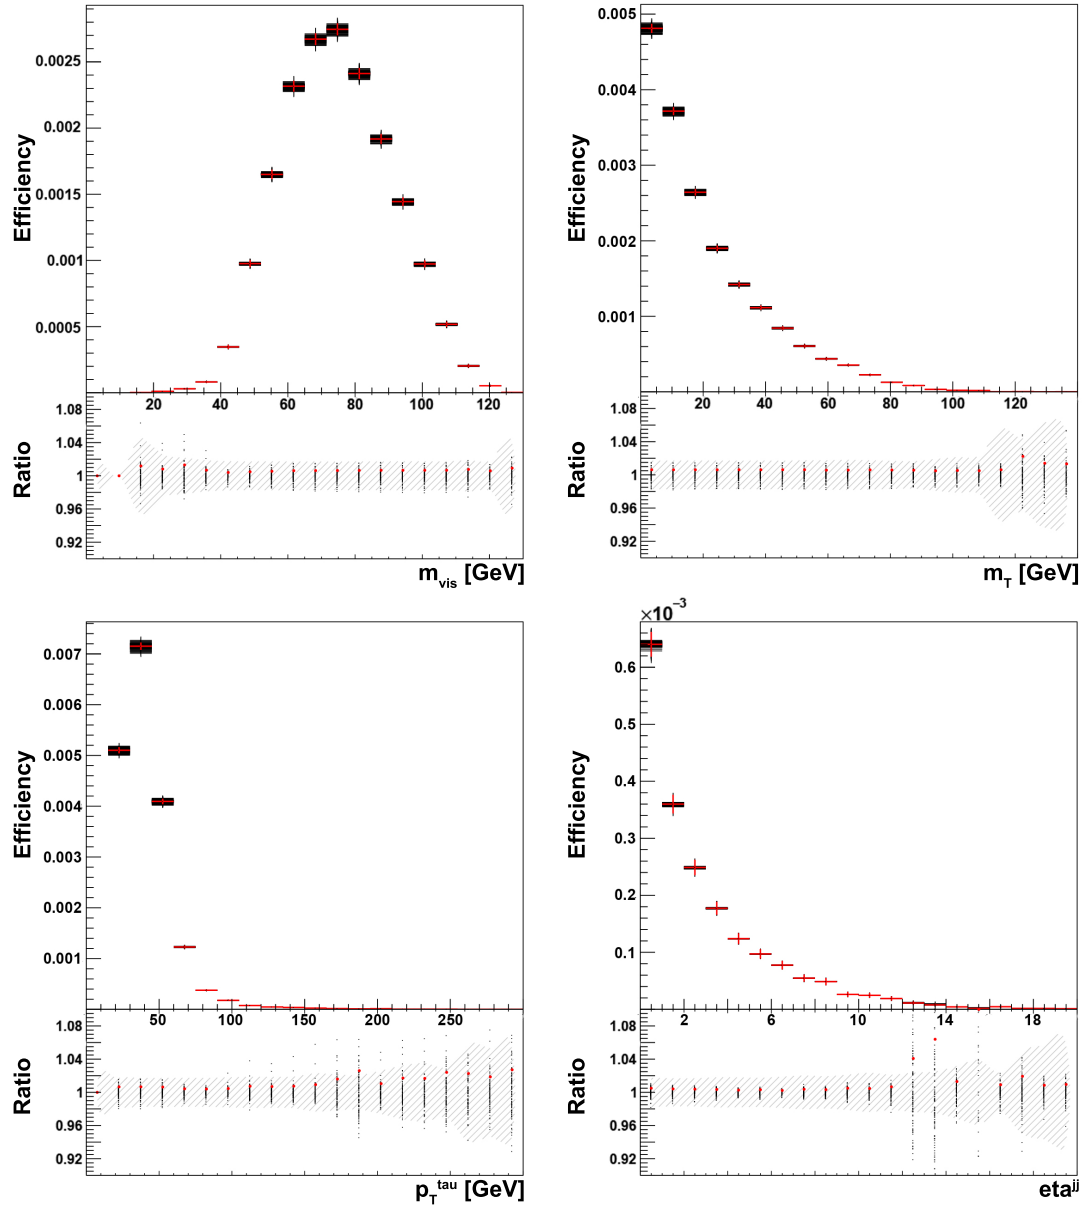 Efficiency
0.0025
0.002
0.0015
0.001
0.0005
20 40 60 80 100 120
Ratio
1.08
1.04
1
0.96
0.92
m_vis [GeV]
Efficiency
0.005
0.004
0.003
0.002
0.001
20 40 60 80 100 120
Ratio
1.08
1.04
1
0.96
0.92
m_T [GeV]
Efficiency
0.007
0.006
0.005
0.004
0.003
0.002
0.001
50 100 150 200 250
Ratio
1.08
1.04
1
0.96
0.92
p_T^tau [GeV]
×10⁻³
Efficiency
0.6
0.5
0.4
0.3
0.2
0.1
2 6 10 14 18
Ratio
1.08
1.04
1
0.96
0.92
eta^jj